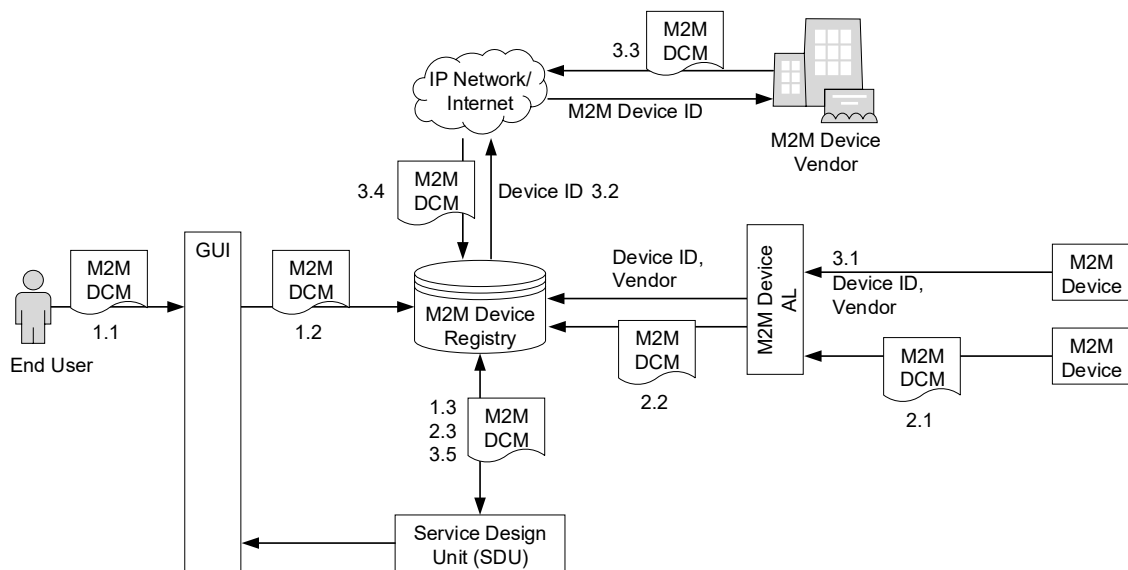 M2M
DCM
3.3
IP Network/
Internet
M2M Device ID
M2M Device
Vendor
3.4
M2M
DCM
Device ID 3.2
GUI
M2M
DCM
1.1
End User
M2M
DCM
1.2
M2M Device
Registry
Device ID,
Vendor
M2M
DCM
2.2
M2M Device
AL
3.1
Device ID,
Vendor
M2M
Device
M2M
DCM
2.1
M2M
Device
1.3
2.3
3.5
M2M
DCM
Service Design
Unit (SDU)